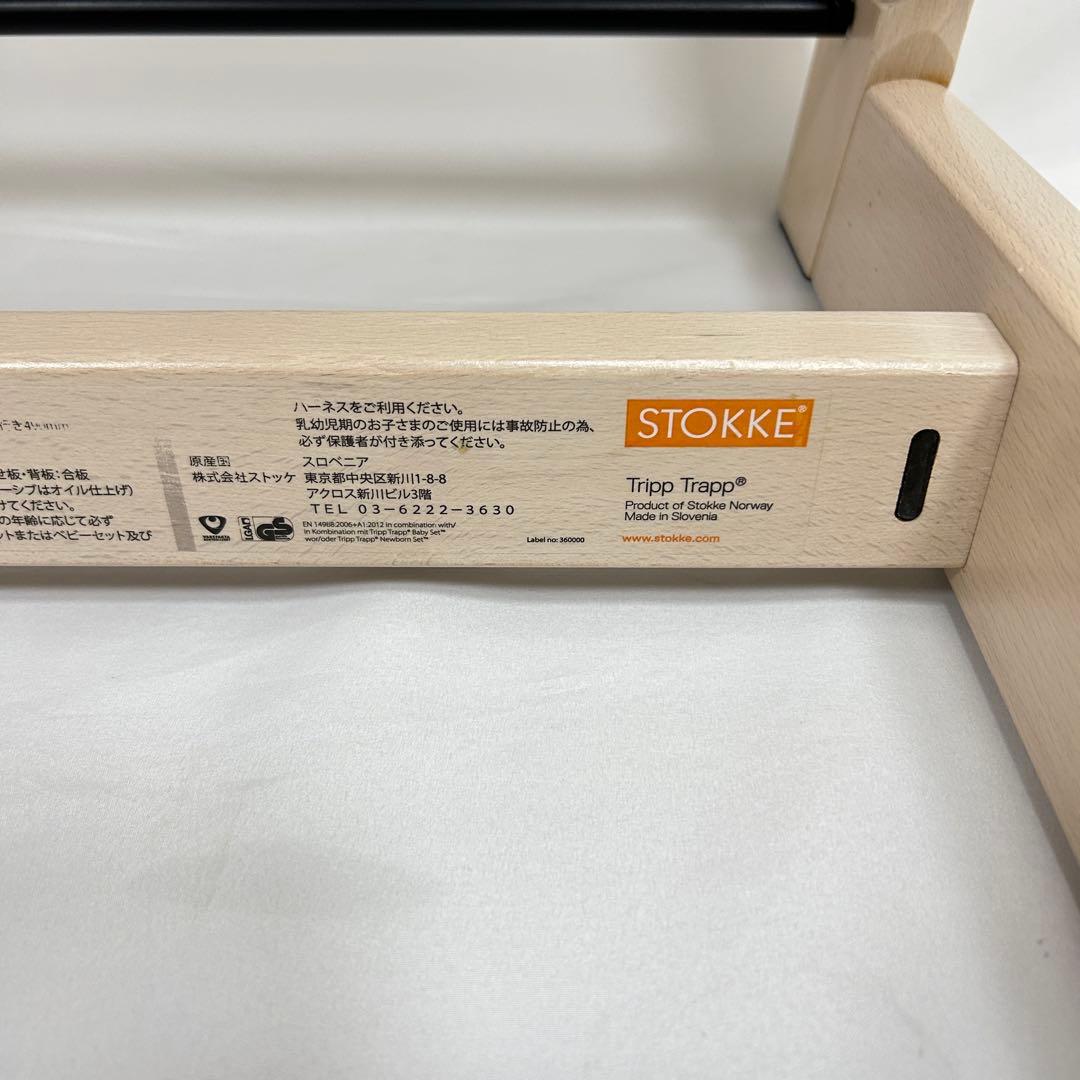 せ板・背板:合板
ーシブはオイル仕上げ)
けてください。
の年齢に応じて必ず
ットまたはベビーセット及び
ハーネスをご利用ください。
乳幼児期のお子さまのご使用には事故防止の為、
必ず保護者が付き添ってください。
原産国 スロベニア
株式会社ストッケ 東京都中央区新川1-8-8
アクロス新川ビル3階
TEL 03-6222-3630
LGA GS
EN 14988:2006+A1:2012 in combination with/
in Kombination mit Tripp Trapp® Baby Set™
wor/oder Tripp Trapp® Newborn Set™
Label no: 360000
STOKKE®
Tripp Trapp®
Product of Stokke Norway
Made in Slovenia
www.stokke.com